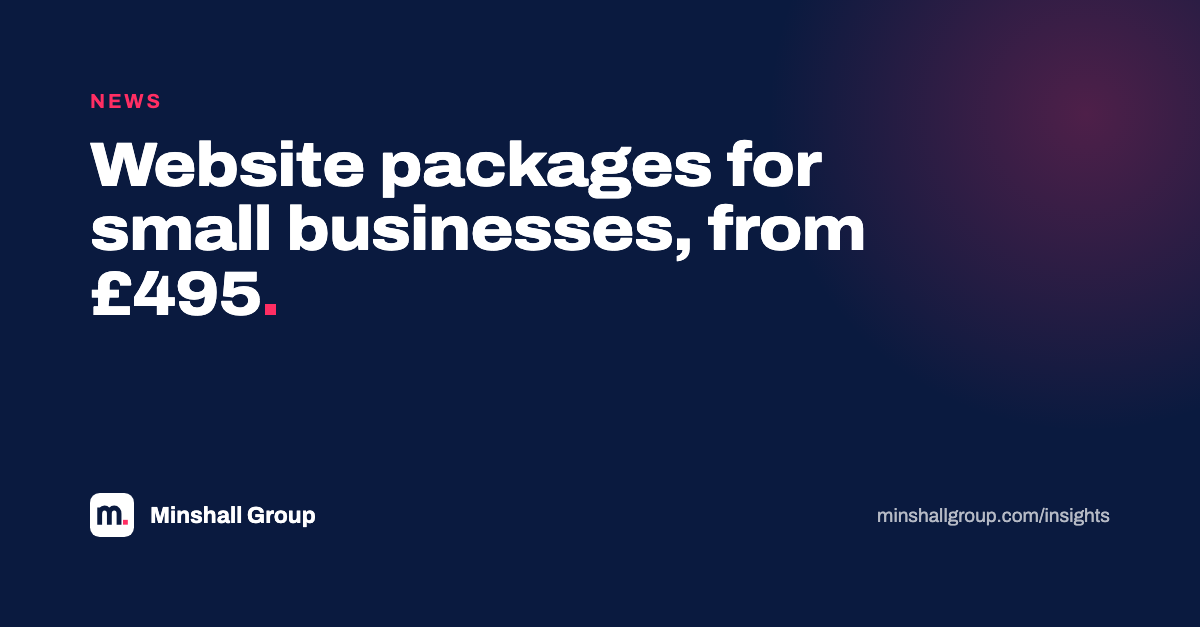 NEWS
Website packages for
small businesses, from
£495.
m.
Minshall Group
minshallgroup.com/insights